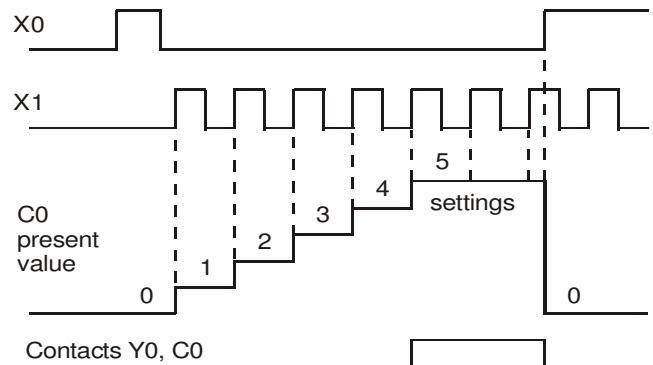 X0
X1
5
4
settings
C0
present
value
3
2
1
0
0
Contacts Y0, C0